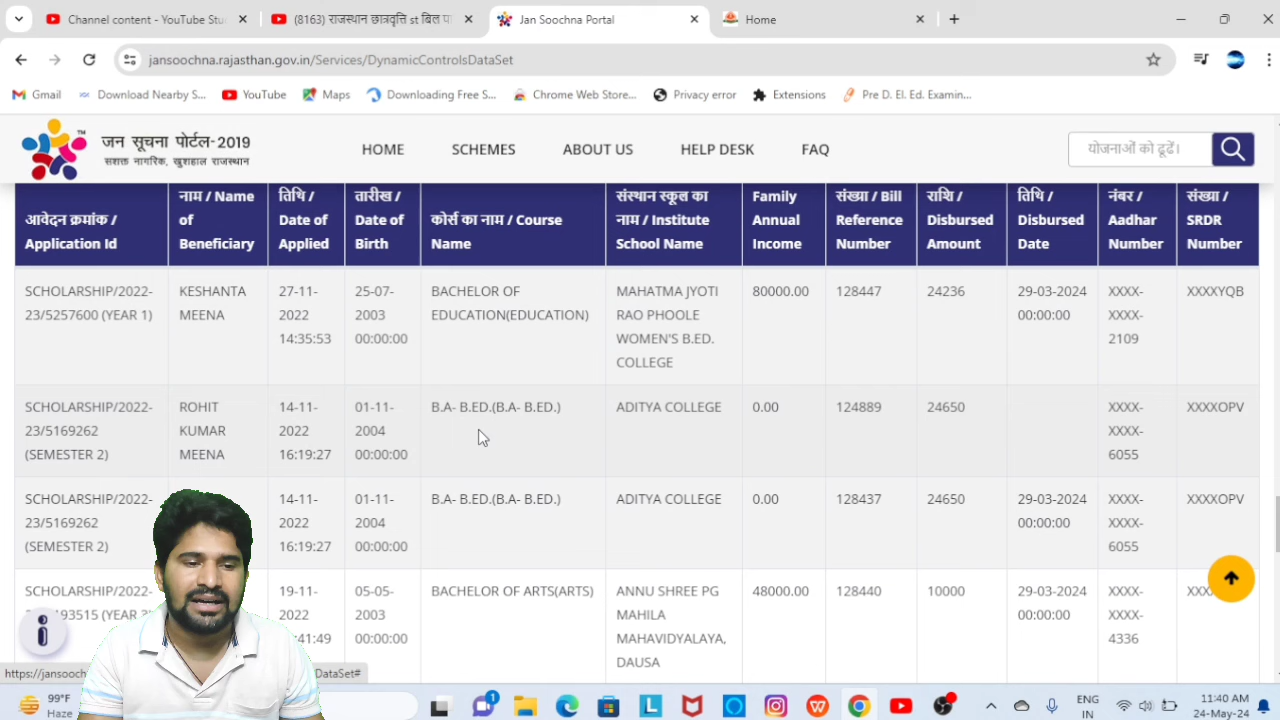 Channel content - YouTube Stu
(8163) राजस्थान छात्रवृत्ति st बिल पा
Jan Soochna Portal
Home
jansoochna.rajasthan.gov.in/Services/DynamicControlsDataSet
Gmail
Download Nearby S...
YouTube
Maps
Downloading Free S...
Chrome Web Store...
Privacy error
Extensions
Pre D. El. Ed. Examin...
जन सूचना पोर्टल-2019
सशक्त नागरिक, खुशहाल राजस्थान
HOME
SCHEMES
ABOUT US
HELP DESK
FAQ
योजनाओं को ढूढें।
आवेदन क्रमांक /
Application Id
नाम / Name
of
Beneficiary
तिथि /
Date of
Applied
तारीख /
Date of
Birth
कोर्स का नाम / Course
Name
संस्थान स्कूल का
नाम / Institute
School Name
Family
Annual
Income
संख्या / Bill
Reference
Number
राशि /
Disbursed
Amount
तिथि /
Disbursed
Date
नंबर /
Aadhar
Number
संख्या /
SRDR
Number
SCHOLARSHIP/2022-
23/5257600 (YEAR 1)
KESHANTA
MEENA
27-11-
2022
14:35:53
25-07-
2003
00:00:00
BACHELOR OF
EDUCATION(EDUCATION)
MAHATMA JYOTI
RAO PHOOLE
WOMEN'S B.ED.
COLLEGE
80000.00
128447
24236
29-03-2024
00:00:00
XXXX-
XXXX-
2109
XXXXYQB
SCHOLARSHIP/2022-
23/5169262
(SEMESTER 2)
ROHIT
KUMAR
MEENA
14-11-
2022
16:19:27
01-11-
2004
00:00:00
B.A- B.ED.(B.A- B.ED.)
ADITYA COLLEGE
0.00
124889
24650
XXXX-
XXXX-
6055
XXXXOPV
SCHOLARSHIP/2022-
23/5169262
(SEMESTER 2)
14-11-
2022
16:19:27
01-11-
2004
00:00:00
B.A- B.ED.(B.A- B.ED.)
ADITYA COLLEGE
0.00
128437
24650
29-03-2024
00:00:00
XXXX-
XXXX-
6055
XXXXOPV
SCHOLARSHIP/2022-
19-11-
2022
05-05-
2003
00:00:00
BACHELOR OF ARTS(ARTS)
ANNU SHREE PG
MAHILA
MAHAVIDYALAYA,
DAUSA
48000.00
128440
10000
29-03-2024
00:00:00
XXXX-
XXXX-
4336
https://jansoochn
DataSet#
99°F
Haze
1
ENG
IN
11:40 AM
24-May-24